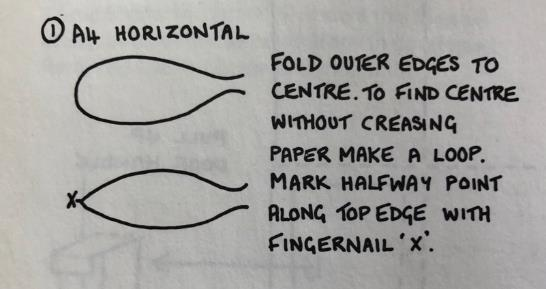 ① A4 HORIZONTAL
FOLD OUTER EDGES TO
CENTRE. TO FIND CENTRE
WITHOUT CREASING
PAPER MAKE A LOOP.
MARK HALFWAY POINT
X
ALONG TOP EDGE WITH
FINGERNAIL 'X'.